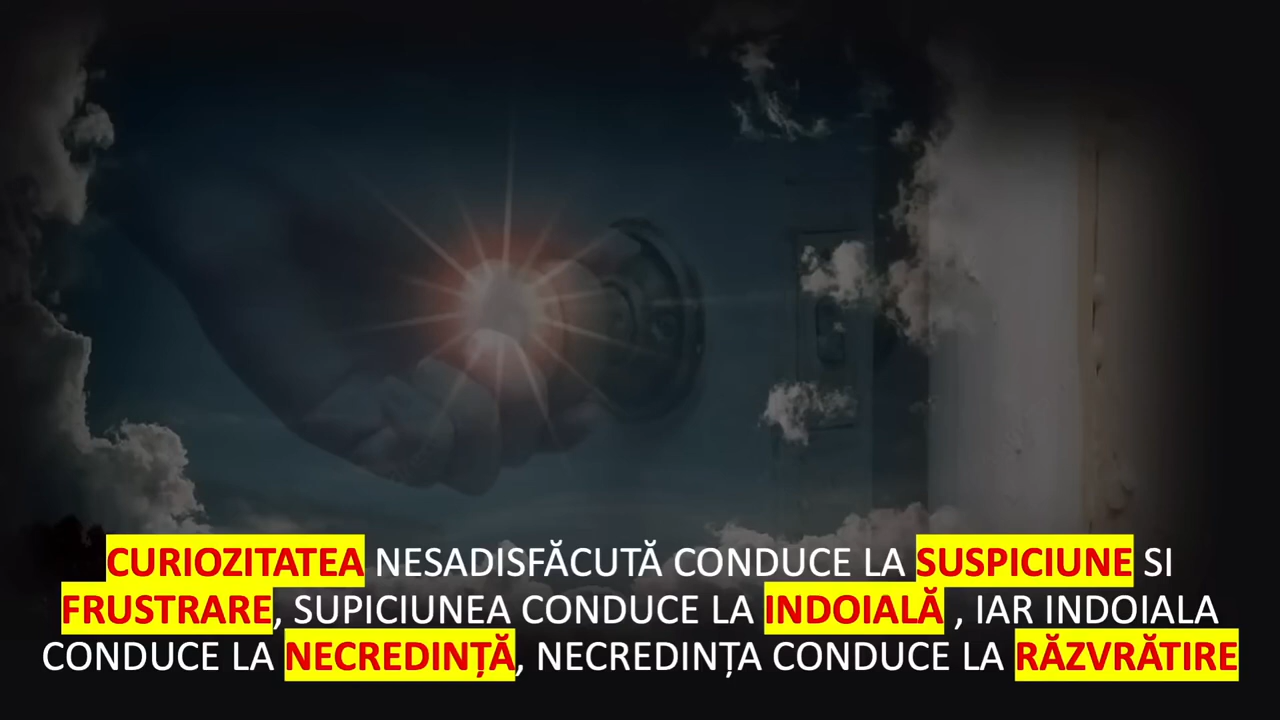 CURIOZITATEA NESADISFĂCUTĂ CONDUCE LA SUSPICIUNE SI
FRUSTRARE, SUPICIUNEA CONDUCE LA INDOIALĂ , IAR INDOIALA
CONDUCE LA NECREDINȚĂ, NECREDINȚA CONDUCE LA RĂZVRĂTIRE